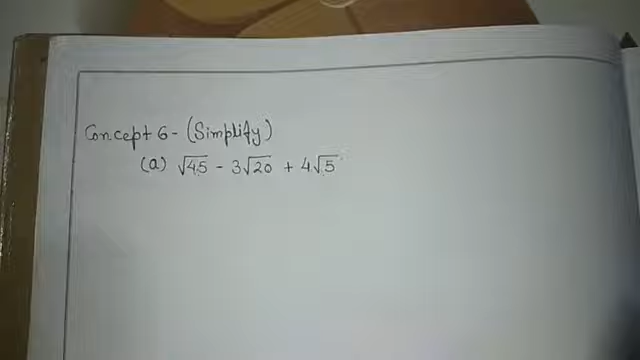 Concept 6 - (Simplify)
(a) √45 - 3√20 + 4√5